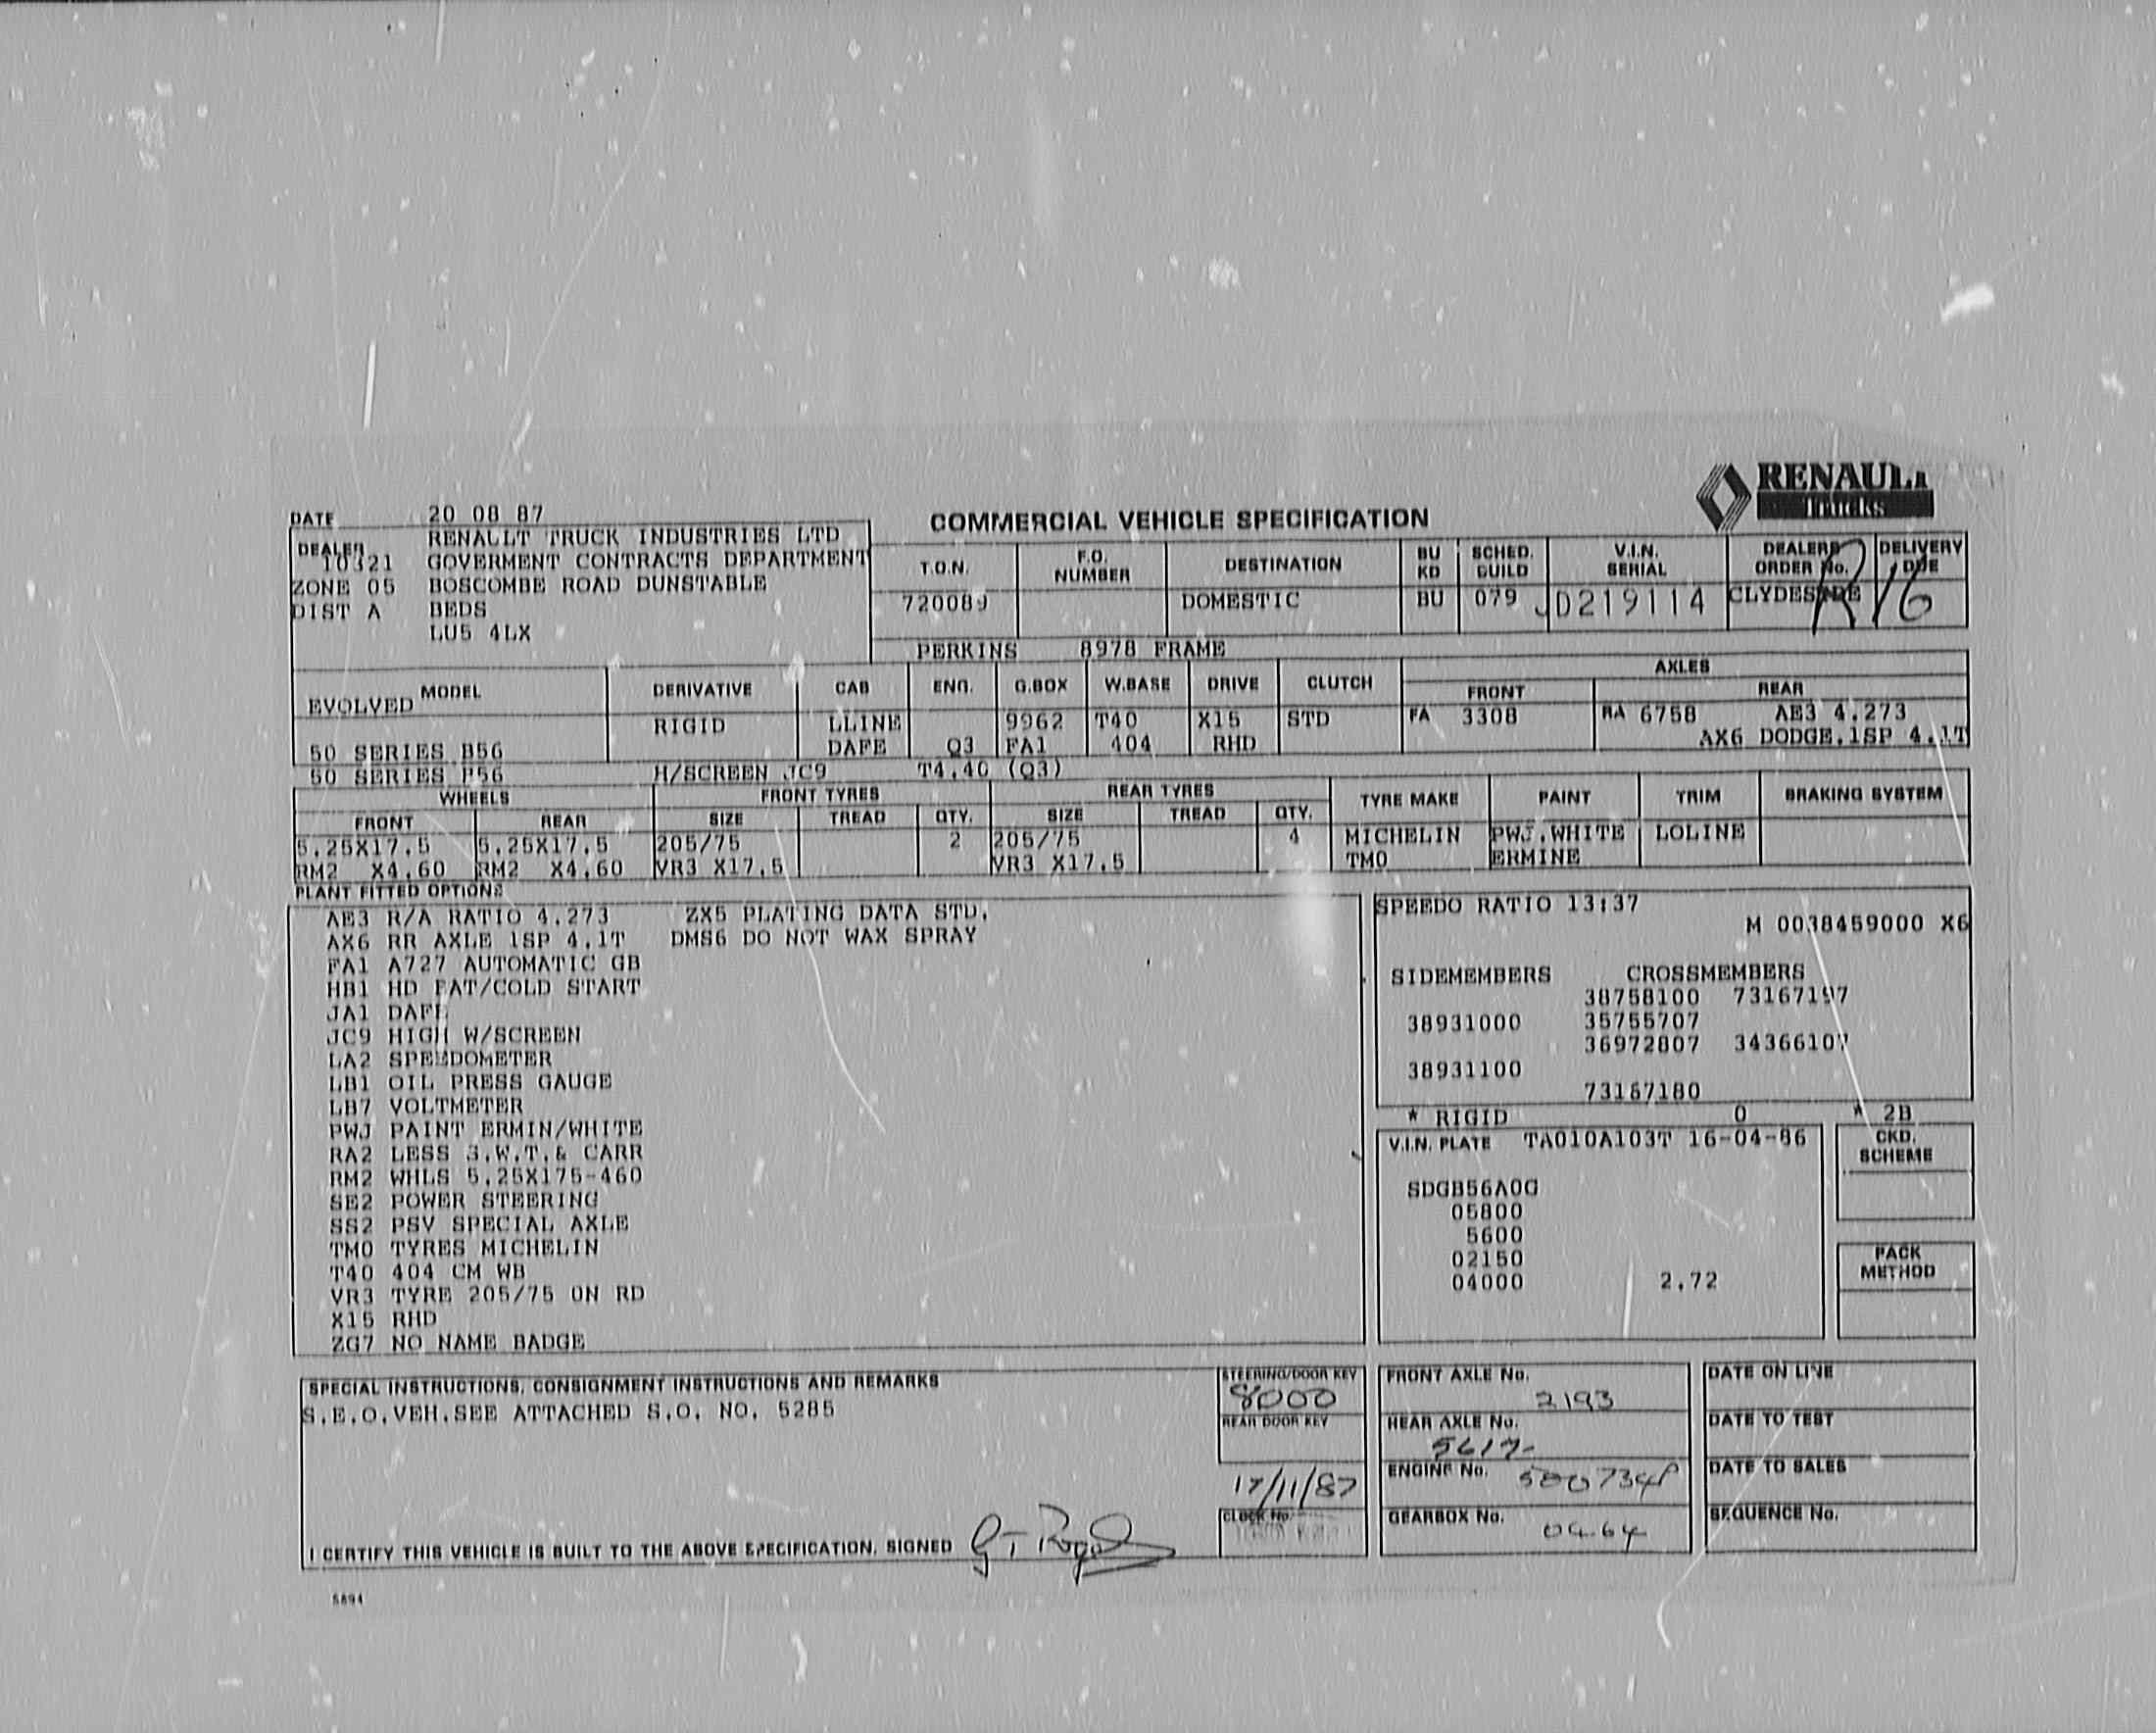 RENAULT
Trucks
DATE 20 08 87
COMMERCIAL VEHICLE SPECIFICATION
DEALER RENAULT TRUCK INDUSTRIES LTD
10321 GOVERMENT CONTRACTS DEPARTMENT
ZONE 05 BOSCOMBE ROAD DUNSTABLE
DIST A BEDS
LU5 4LX
T.O.N. F.O. NUMBER DESTINATION BU KD SCHED. BUILD V.I.N. SERIAL DEALERS ORDER No. DELIVERY DUE
720089 DOMESTIC BU 079 JD219114 CLYDESIDE R16
PERKINS 8978 FRAME
MODEL DERIVATIVE CAB ENG. G.BOX W.BASE DRIVE CLUTCH AXLES
FRONT REAR
EVOLVED
RIGID LLINE 9962 T40 X15 STD FA 3308 RA 6758 AE3 4.273
50 SERIES B56 DAFE Q3 FA1 404 RHD AX6 DODGE.1SP 4.1T
50 SERIES B56 H/SCREEN JC9 T4.40 (Q3)
WHEELS FRONT TYRES REAR TYRES TYRE MAKE PAINT TRIM BRAKING SYSTEM
FRONT REAR SIZE TREAD QTY. SIZE TREAD QTY.
5.25X17.5 5.25X17.5 205/75 2 205/75 4 MICHELIN PWJ.WHITE LOLINE
RM2 X4.60 RM2 X4.60 VR3 X17.5 VR3 X17.5 TM0 ERMINE
PLANT FITTED OPTIONS
AE3 R/A RATIO 4.273 ZX5 PLATING DATA STD.
AX6 RR AXLE 1SP 4.1T DMS6 DO NOT WAX SPRAY
FA1 A727 AUTOMATIC GB
HB1 HD BAT/COLD START
JA1 DAFE
JC9 HIGH W/SCREEN
LA2 SPEEDOMETER
LB1 OIL PRESS GAUGE
LB7 VOLTMETER
PWJ PAINT ERMIN/WHITE
RA2 LESS S.W.T.& CARR
RM2 WHLS 5.25X175-460
SE2 POWER STEERING
SS2 PSV SPECIAL AXLE
TM0 TYRES MICHELIN
T40 404 CM WB
VR3 TYRE 205/75 ON RD
X15 RHD
ZG7 NO NAME BADGE
SPEEDO RATIO 13:37
M 0038459000 X6
SIDEMEMBERS CROSSMEMBERS
38758100 73167197
38931000 35755707
36972807 34366107
38931100
73167180
* RIGID 0 * 2B
V.I.N. PLATE TA010A103T 16-04-86
SDGB56A0G
05800
5600
02150
04000 2.72
CKD. SCHEME
PACK METHOD
SPECIAL INSTRUCTIONS, CONSIGNMENT INSTRUCTIONS AND REMARKS
S.E.O.VEH.SEE ATTACHED S.O. NO. 5285
STEERING/DOOR KEY
8000
REAR DOOR KEY
17/11/87
CLOCK No.
FRONT AXLE No.
2193
REAR AXLE No.
5617
ENGINE No.
GEARBOX No.
0464
DATE ON LINE
DATE TO TEST
DATE TO SALES
SEQUENCE No.
I CERTIFY THIS VEHICLE IS BUILT TO THE ABOVE SPECIFICATION. SIGNED
5894